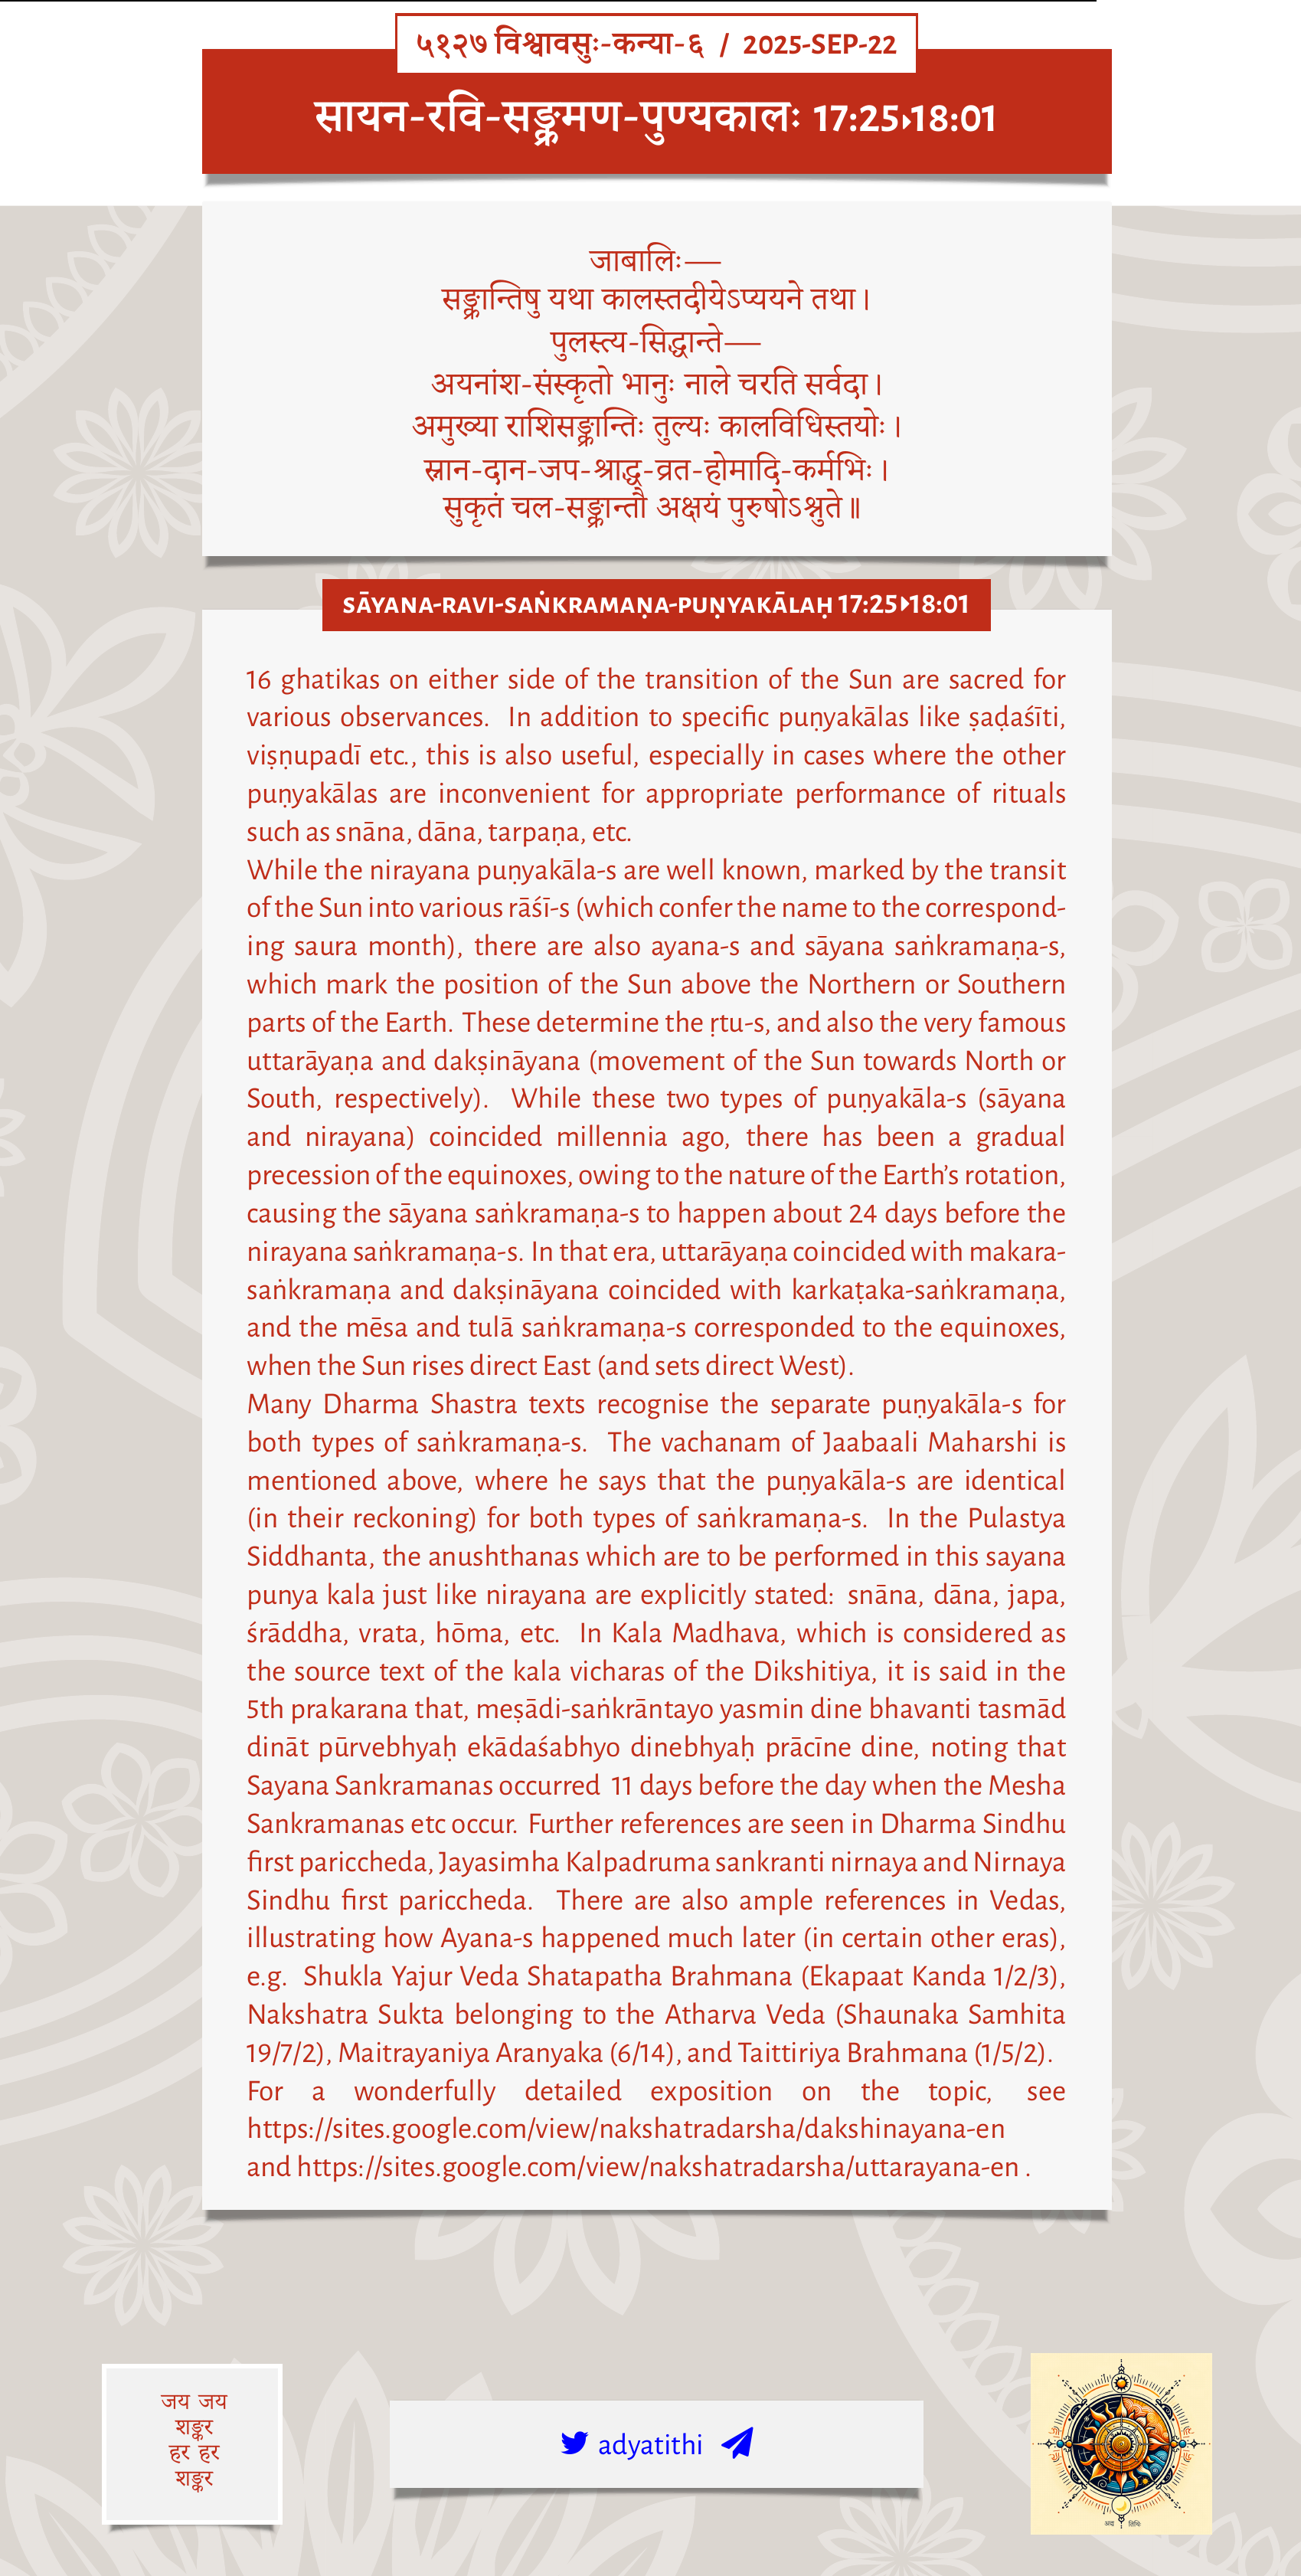 ५१२७ विश्वावसुः-कन्या-६ / 2025-SEP-22
सायन-रवि-सङ्क्रमण-पुण्यकालः 17:25▸18:01
जाबालिः—
सङ्क्रान्तिषु यथा कालस्तदीयेऽप्ययने तथा।
पुलस्त्य-सिद्धान्ते—
अयनांश-संस्कृतो भानुः नाले चरति सर्वदा।
अमुख्या राशिसङ्क्रान्तिः तुल्यः कालविधिस्तयोः।
स्नान-दान-जप-श्राद्ध-व्रत-होमादि-कर्मभिः।
सुकृतं चल-सङ्क्रान्तौ अक्षयं पुरुषोऽश्नुते॥
SĀYANA-RAVI-SAṄKRAMAṆA-PUṆYAKĀLAḤ 17:25▸18:01
16 ghatikas on either side of the transition of the Sun are sacred for
various observances. In addition to specific puṇyakālas like ṣaḍaśīti,
viṣṇupadī etc., this is also useful, especially in cases where the other
puṇyakālas are inconvenient for appropriate performance of rituals
such as snāna, dāna, tarpaṇa, etc.
While the nirayana puṇyakāla-s are well known, marked by the transit
of the Sun into various rāśī-s (which confer the name to the correspond-
ing saura month), there are also ayana-s and sāyana saṅkramaṇa-s,
which mark the position of the Sun above the Northern or Southern
parts of the Earth. These determine the ṛtu-s, and also the very famous
uttarāyaṇa and dakṣināyana (movement of the Sun towards North or
South, respectively). While these two types of puṇyakāla-s (sāyana
and nirayana) coincided millennia ago, there has been a gradual
precession of the equinoxes, owing to the nature of the Earth’s rotation,
causing the sāyana saṅkramaṇa-s to happen about 24 days before the
nirayana saṅkramaṇa-s. In that era, uttarāyaṇa coincided with makara-
saṅkramaṇa and dakṣināyana coincided with karkaṭaka-saṅkramaṇa,
and the mēsa and tulā saṅkramaṇa-s corresponded to the equinoxes,
when the Sun rises direct East (and sets direct West).
Many Dharma Shastra texts recognise the separate puṇyakāla-s for
both types of saṅkramaṇa-s. The vachanam of Jaabaali Maharshi is
mentioned above, where he says that the puṇyakāla-s are identical
(in their reckoning) for both types of saṅkramaṇa-s. In the Pulastya
Siddhanta, the anushthanas which are to be performed in this sayana
punya kala just like nirayana are explicitly stated: snāna, dāna, japa,
śrāddha, vrata, hōma, etc. In Kala Madhava, which is considered as
the source text of the kala vicharas of the Dikshitiya, it is said in the
5th prakarana that, meṣādi-saṅkrāntayo yasmin dine bhavanti tasmād
dināt pūrvebhyaḥ ekādaśabhyo dinebhyaḥ prācīne dine, noting that
Sayana Sankramanas occurred 11 days before the day when the Mesha
Sankramanas etc occur. Further references are seen in Dharma Sindhu
first pariccheda, Jayasimha Kalpadruma sankranti nirnaya and Nirnaya
Sindhu first pariccheda. There are also ample references in Vedas,
illustrating how Ayana-s happened much later (in certain other eras),
e.g. Shukla Yajur Veda Shatapatha Brahmana (Ekapaat Kanda 1/2/3),
Nakshatra Sukta belonging to the Atharva Veda (Shaunaka Samhita
19/7/2), Maitrayaniya Aranyaka (6/14), and Taittiriya Brahmana (1/5/2).
For a wonderfully detailed exposition on the topic, see
https://sites.google.com/view/nakshatradarsha/dakshinayana-en
and https://sites.google.com/view/nakshatradarsha/uttarayana-en .
जय जय
शङ्कर
हर हर
शङ्कर
adyatithi
अद्य तिथिः